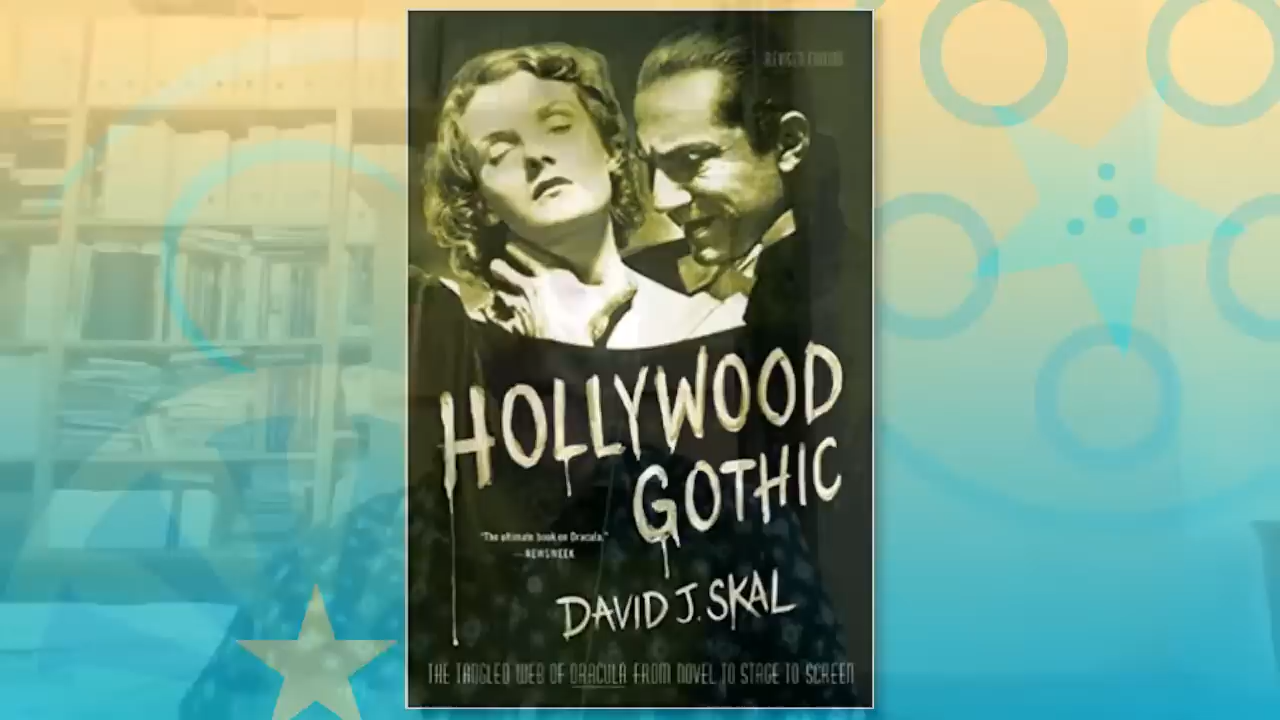 REVISED EDITION
HOLLYWOOD
GOTHIC
"The ultimate book on Dracula."
—NEWSWEEK
DAVID J. SKAL
THE TANGLED WEB OF DRACULA FROM NOVEL TO STAGE TO SCREEN